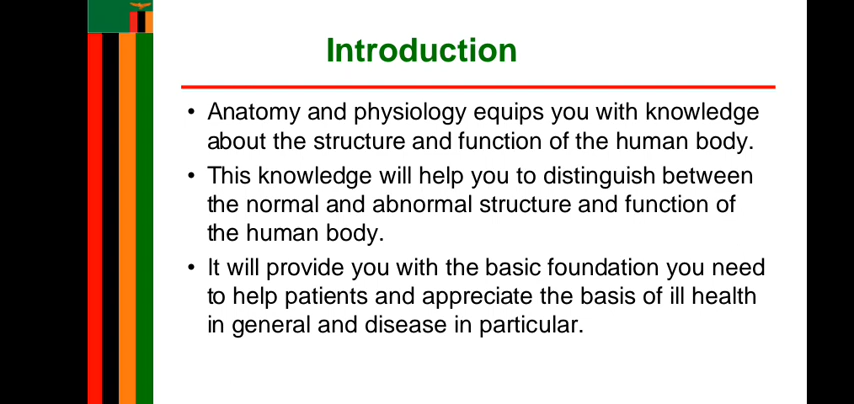 Introduction
• Anatomy and physiology equips you with knowledge
about the structure and function of the human body.
• This knowledge will help you to distinguish between
the normal and abnormal structure and function of
the human body.
• It will provide you with the basic foundation you need
to help patients and appreciate the basis of ill health
in general and disease in particular.